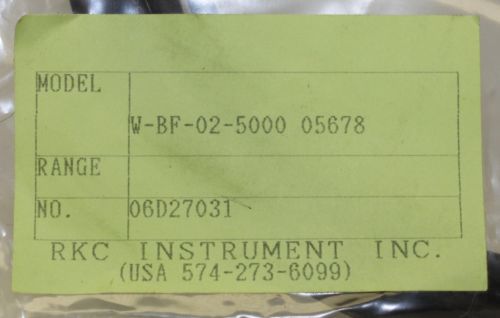 MODEL
W-BF-02-5000 05678
RANGE
NO. 06D27031
RKC INSTRUMENT INC.
(USA 574-273-6099)